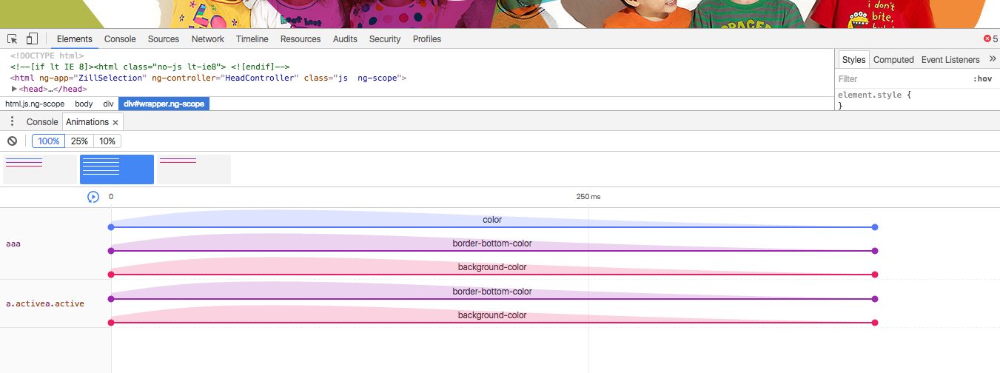 best best
i don't
bite,
SPACED
Elements Console Sources Network Timeline Resources Audits Security Profiles
5
<!DOCTYPE html>
<!--[if lt IE 8]><html class="no-js lt-ie8"> <![endif]-->
<html ng-app="ZillSelection" ng-controller="HeadController" class="js  ng-scope">
<head>…</head>
Styles Computed Event Listeners »
Filter :hov
element.style {
}
html.js.ng-scope body div div#wrapper.ng-scope
Console Animations ×
100% 25% 10%
0 250 ms
color
aaa
border-bottom-color
background-color
border-bottom-color
a.activea.active
background-color